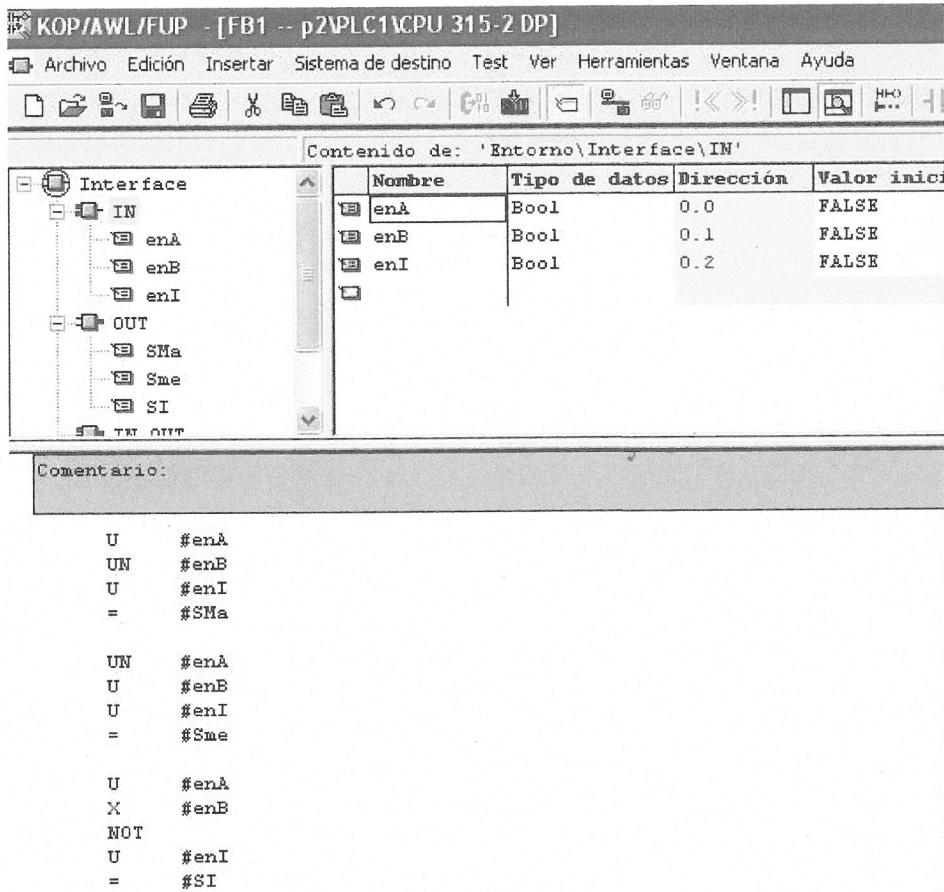 KOP/AWL/FUP - [FB1 -- p2\PLC1\CPU 315-2 DP]
Archivo Edición Insertar Sistema de destino Test Ver Herramientas Ventana Ayuda
Contenido de: 'Entorno\Interface\IN'
Interface
IN
enA
enB
enI
OUT
SMa
Sme
SI
IN_OUT
Nombre Tipo de datos Dirección Valor inici
enA Bool 0.0 FALSE
enB Bool 0.1 FALSE
enI Bool 0.2 FALSE
Comentario:
U #enA
UN #enB
U #enI
= #SMa
UN #enA
U #enB
U #enI
= #Sme
U #enA
X #enB
NOT
U #enI
= #SI